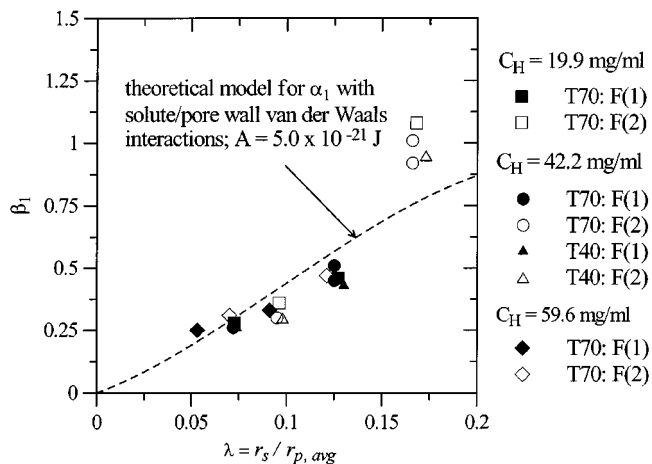 1.5
1.25
1
0.75
0.5
0.25
0
β₁
0
0.05
0.1
0.15
0.2
λ = rₛ / rₚ, avg
theoretical model for α₁ with
solute/pore wall van der Waals
interactions; A = 5.0 x 10 ⁻²¹ J
C_H = 19.9 mg/ml
T70: F(1)
T70: F(2)
C_H = 42.2 mg/ml
T70: F(1)
T70: F(2)
T40: F(1)
T40: F(2)
C_H = 59.6 mg/ml
T70: F(1)
T70: F(2)